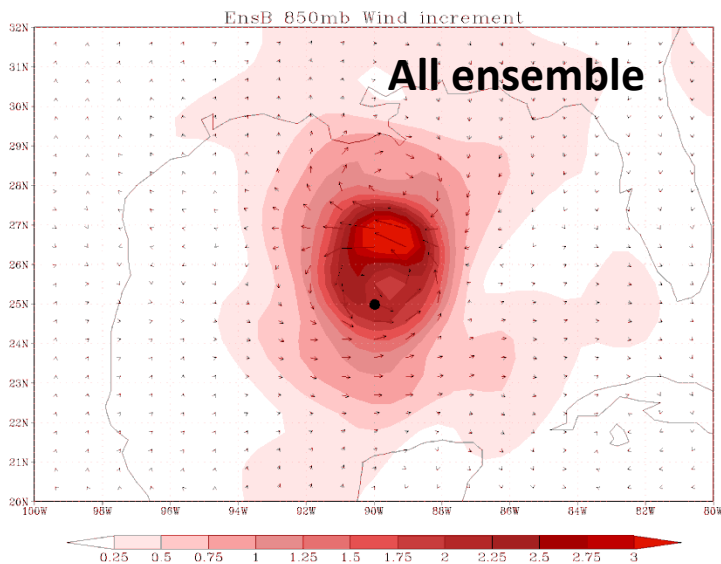 EnsB 850mb Wind increment
All ensemble
32N
31N
30N
29N
28N
27N
26N
25N
24N
23N
22N
21N
20N
100W 98W 96W 94W 92W 90W 88W 86W 84W 82W 80W
0.25 0.5 0.75 1 1.25 1.5 1.75 2 2.25 2.5 2.75 3